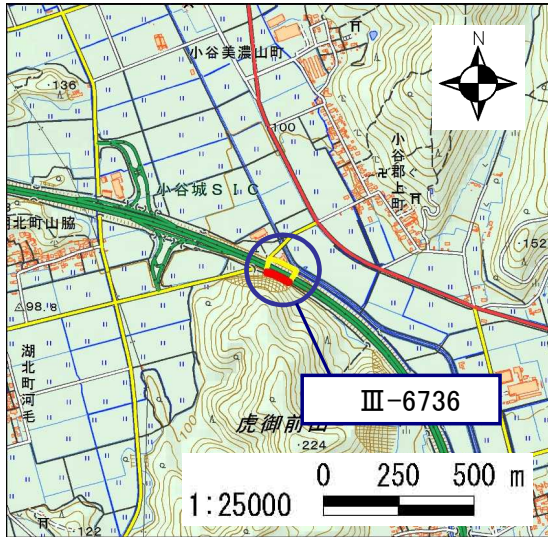 小谷美濃山町
N
·136
·100
小谷郡上町
小谷城SIC
·152
湖北町山脇
△98.8
湖北町河毛
Ⅲ-6736
虎御前山
·100
·224
0 250 500 m
1:25000
·122